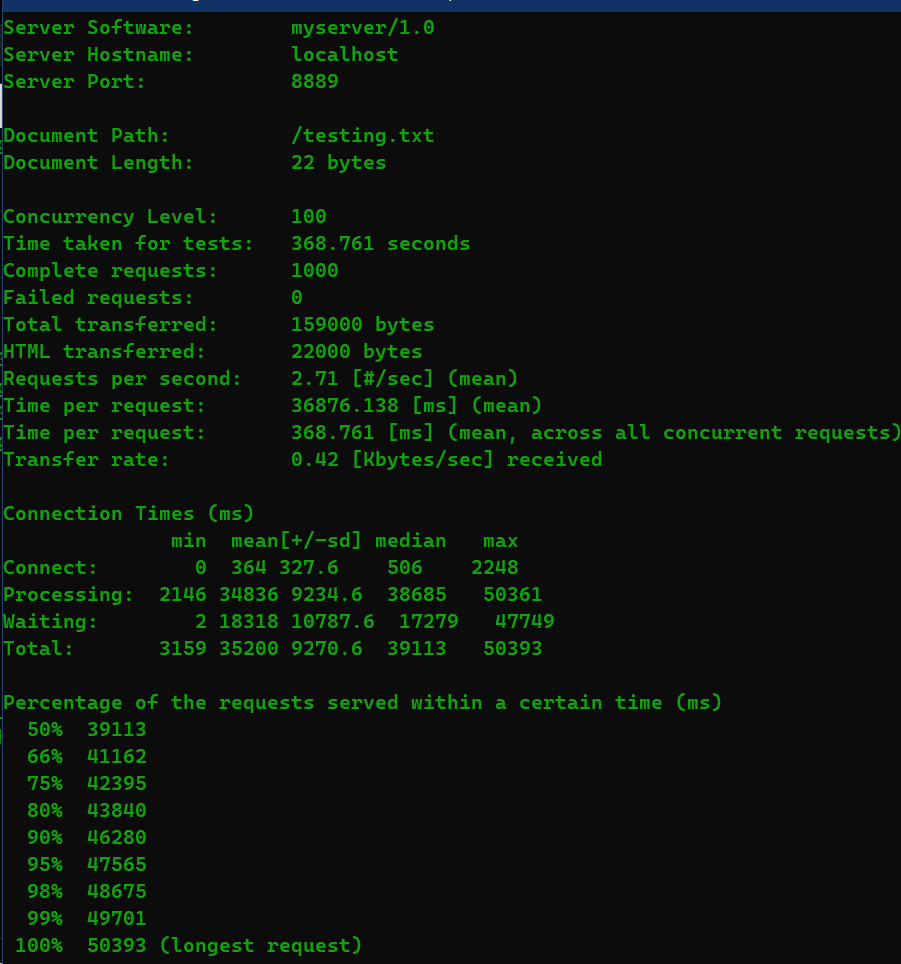 Server Software: myserver/1.0
Server Hostname: localhost
Server Port: 8889
Document Path: /testing.txt
Document Length: 22 bytes
Concurrency Level: 100
Time taken for tests: 368.761 seconds
Complete requests: 1000
Failed requests: 0
Total transferred: 159000 bytes
HTML transferred: 22000 bytes
Requests per second: 2.71 [#/sec] (mean)
Time per request: 36876.138 [ms] (mean)
Time per request: 368.761 [ms] (mean, across all concurrent requests)
Transfer rate: 0.42 [Kbytes/sec] received
Connection Times (ms)
min mean[+/-sd] median max
Connect: 0 364 327.6 506 2248
Processing: 2146 34836 9234.6 38685 50361
Waiting: 2 18318 10787.6 17279 47749
Total: 3159 35200 9270.6 39113 50393
Percentage of the requests served within a certain time (ms)
50% 39113
66% 41162
75% 42395
80% 43840
90% 46280
95% 47565
98% 48675
99% 49701
100% 50393 (longest request)